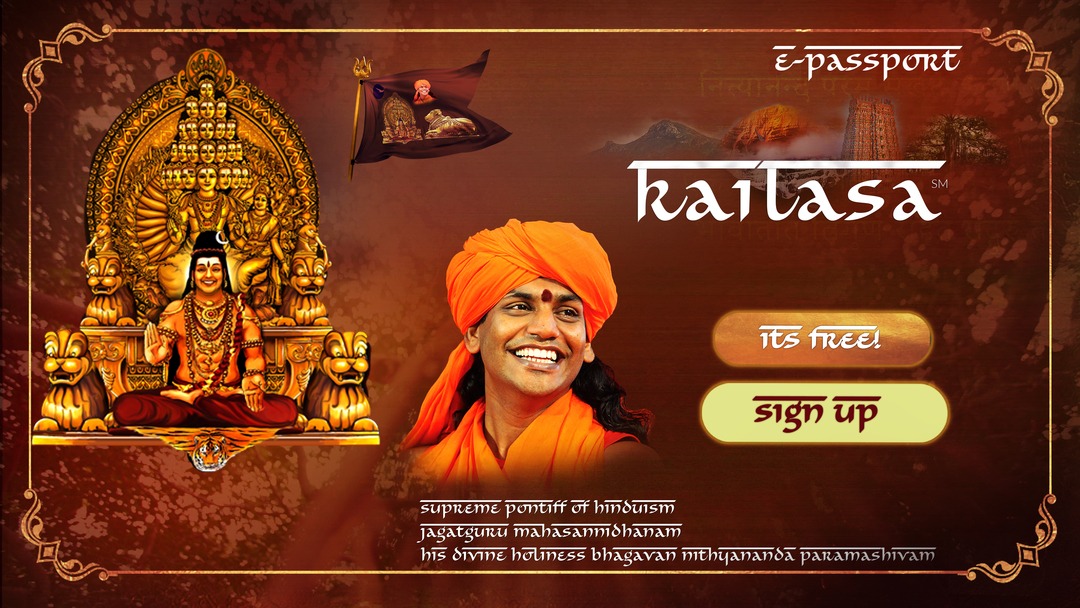 E-PASSPORT
नित्यानन्द
KAILASA SM
ITS FREE!
SIGN UP
SUPREME PONTIFF OF HINDUISM
JAGATGURU MAHASANNIDHANAM
HIS DIVINE HOLINESS BHAGAVAN NITHYANANDA PARAMASHIVAM